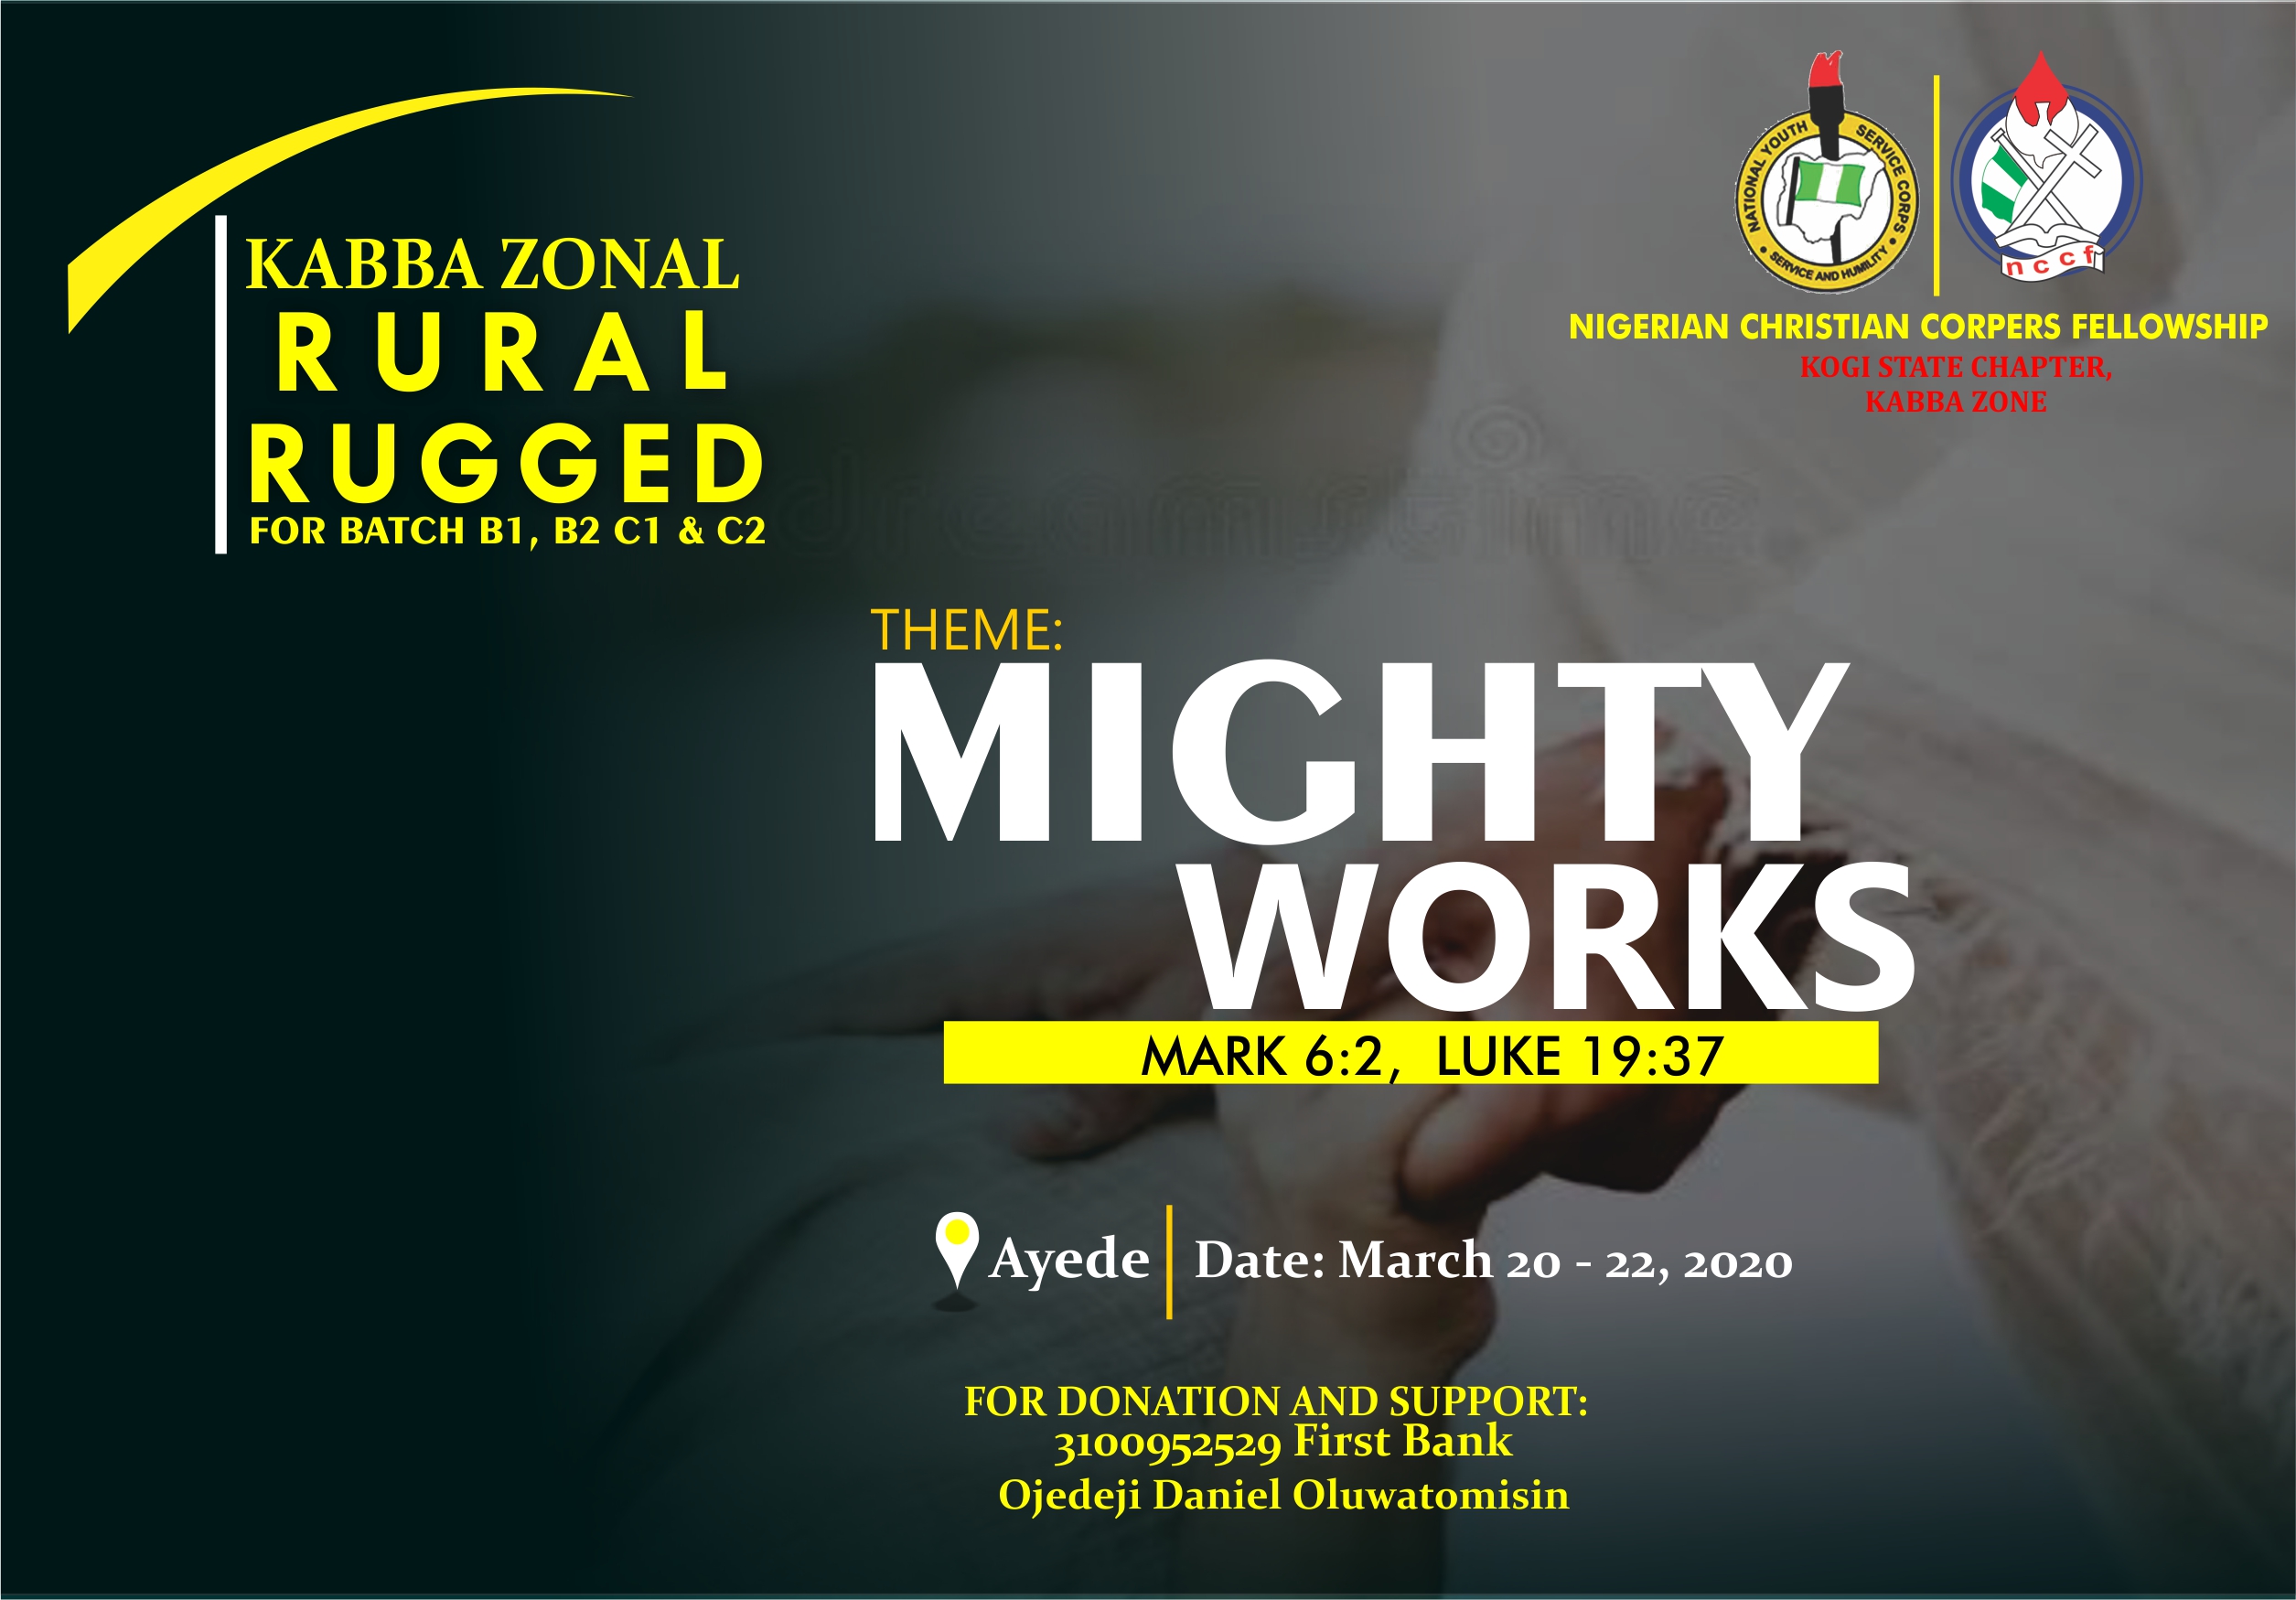 KABBA ZONAL
RURAL
RUGGED
FOR BATCH B1, B2 C1 & C2
NATIONAL YOUTH SERVICE CORPS
SERVICE AND HUMILITY
nccf
NIGERIAN CHRISTIAN CORPERS FELLOWSHIP
KOGI STATE CHAPTER,
KABBA ZONE
dreamstime
THEME:
MIGHTY
WORKS
MARK 6:2, LUKE 19:37
Ayede
Date: March 20 - 22, 2020
FOR DONATION AND SUPPORT:
3100952529 First Bank
Ojedeji Daniel Oluwatomisin